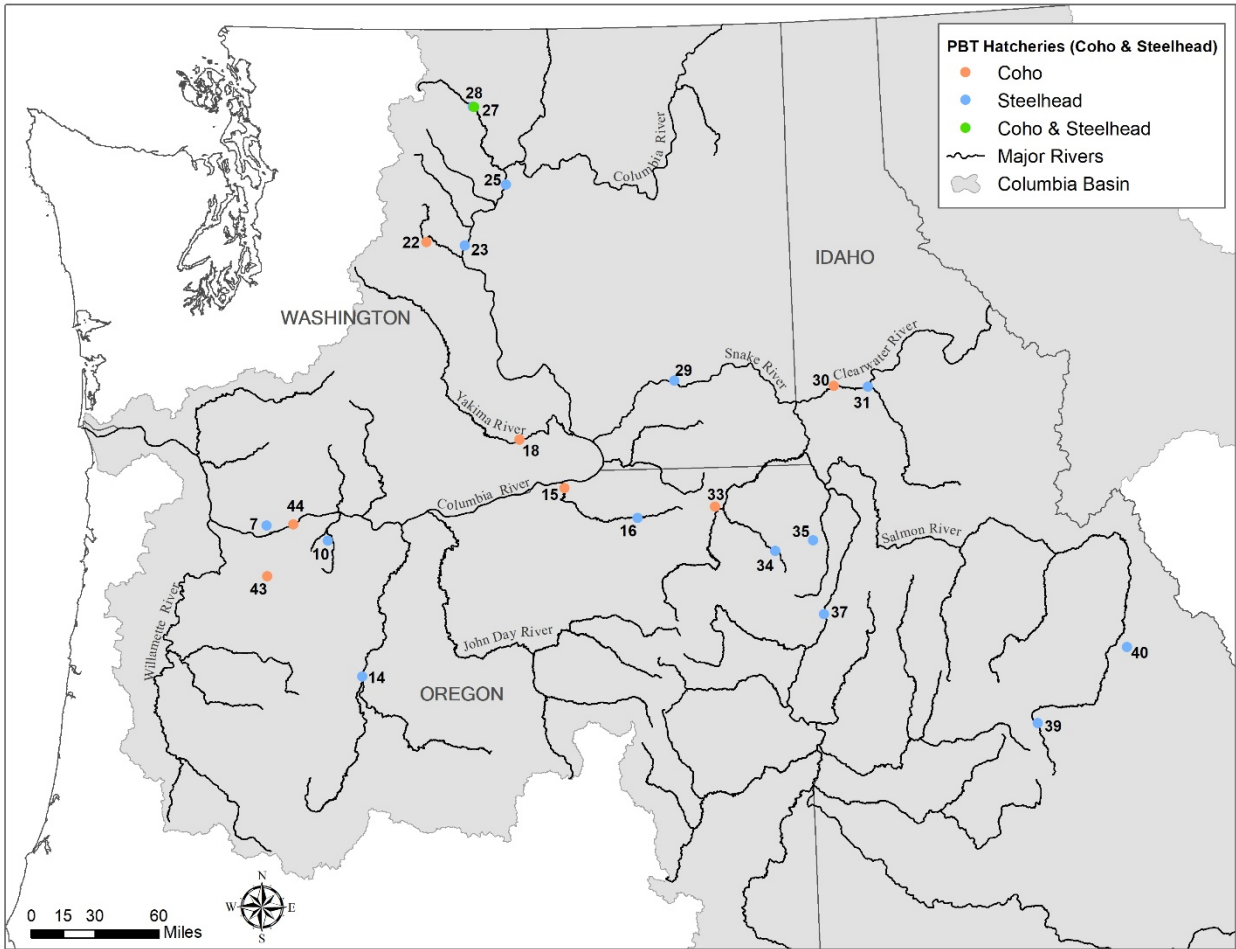 PBT Hatcheries (Coho & Steelhead)
Coho
Steelhead
Coho & Steelhead
Major Rivers
Columbia Basin
28
27
Columbia River
25
22
23
IDAHO
WASHINGTON
Snake River
29
Clearwater River
30
31
Yakima River
18
Columbia River
15
33
44
7
16
35
Salmon River
10
34
43
37
Willamette River
John Day River
40
14
OREGON
39
N
W
E
S
0 15 30 60
Miles